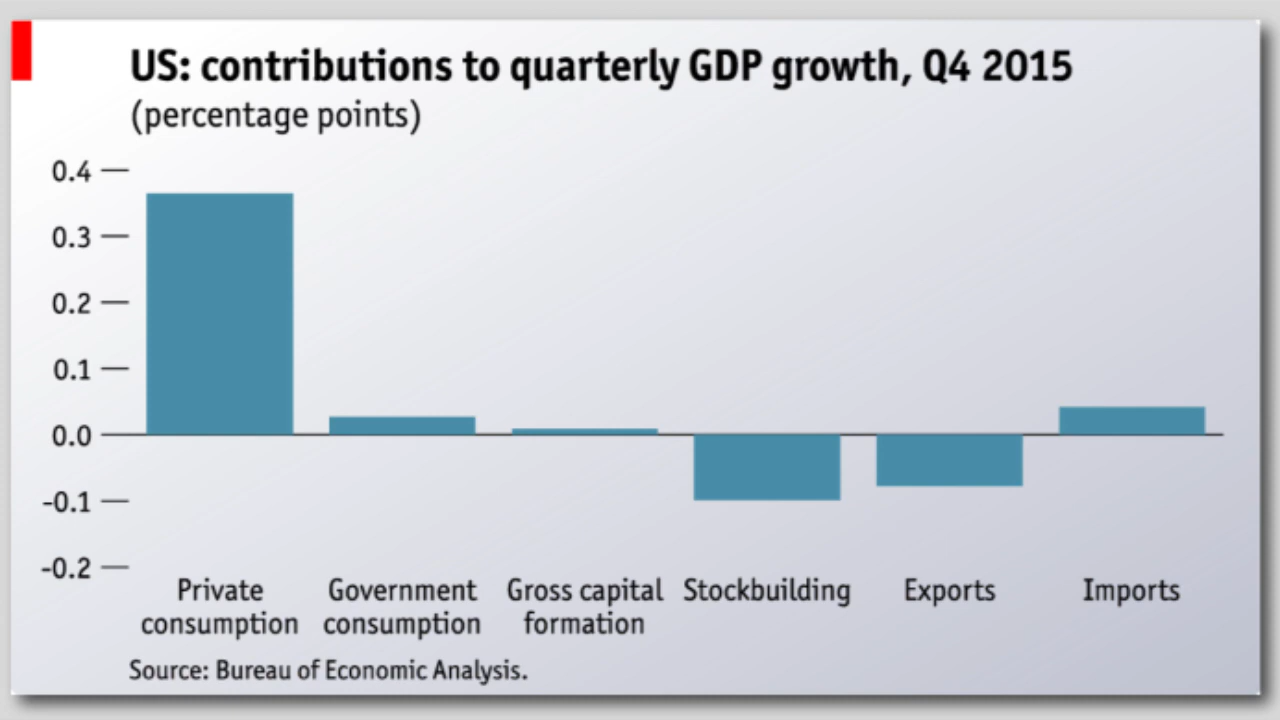 US: contributions to quarterly GDP growth, Q4 2015
(percentage points)
0.4
0.3
0.2
0.1
0.0
-0.1
-0.2
Private consumption
Government consumption
Gross capital formation
Stockbuilding
Exports
Imports
Source: Bureau of Economic Analysis.